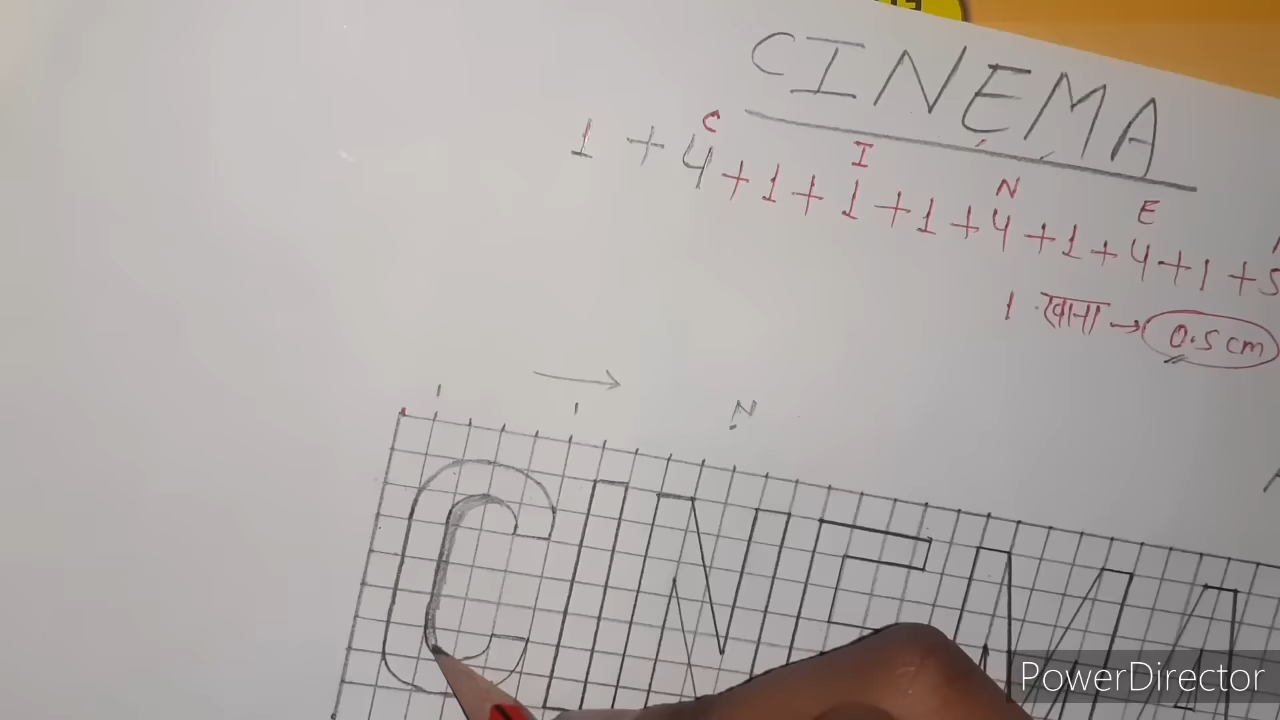 CINEMA
C I N E
1 + 4 + 1 + 1 + 1 + 4 + 1 + 4 + 1 + 5
1 खाना → 0.5 cm
N
CINEMA
PowerDirector